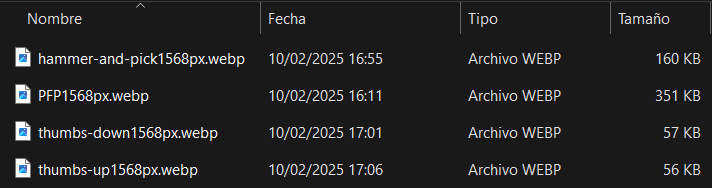 Nombre Fecha Tipo Tamaño
hammer-and-pick1568px.webp 10/02/2025 16:55 Archivo WEBP 160 KB
PFP1568px.webp 10/02/2025 16:11 Archivo WEBP 351 KB
thumbs-down1568px.webp 10/02/2025 17:01 Archivo WEBP 57 KB
thumbs-up1568px.webp 10/02/2025 17:06 Archivo WEBP 56 KB